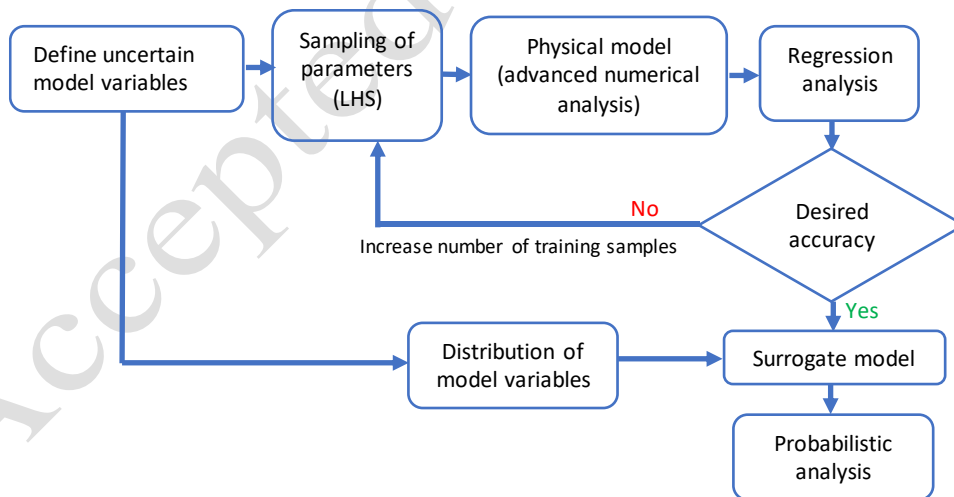 Define uncertain
model variables
Sampling of
parameters
(LHS)
Physical model
(advanced numerical
analysis)
Regression
analysis
Desired
accuracy
No
Increase number of training samples
Yes
Distribution of
model variables
Surrogate model
Probabilistic
analysis
Accepted